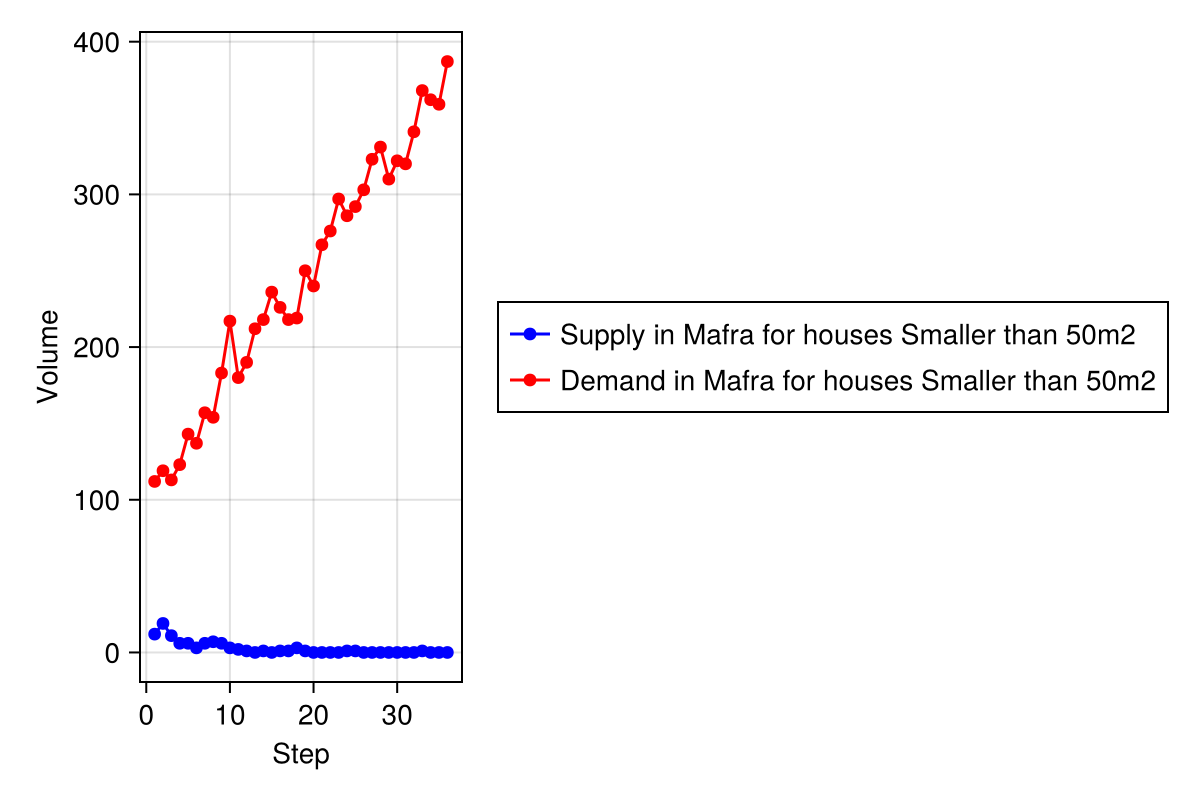 400
300
200
100
0
Volume
0 10 20 30
Step
Supply in Mafra for houses Smaller than 50m2
Demand in Mafra for houses Smaller than 50m2